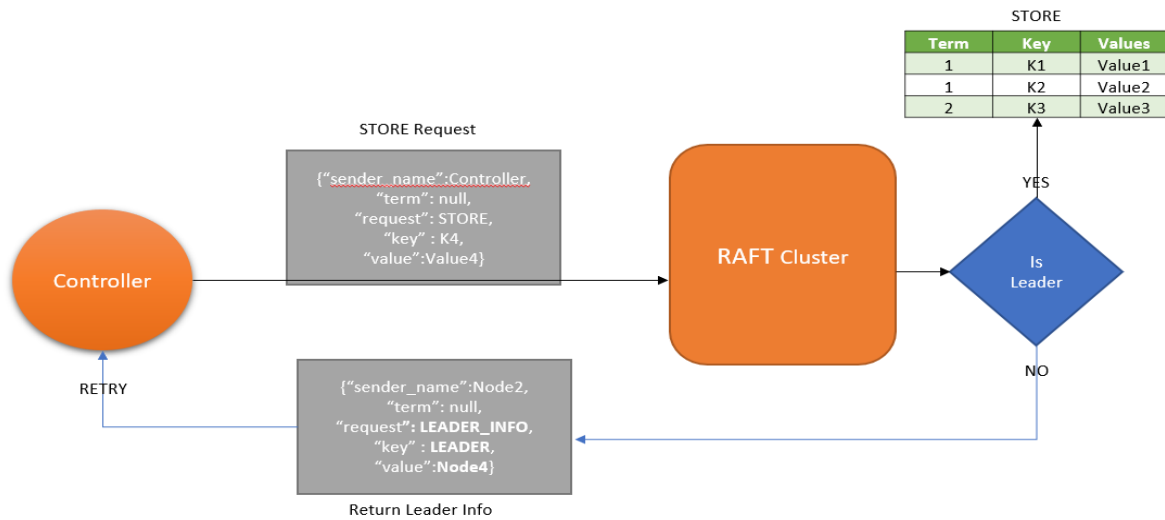 STORE
Term Key Values
1 K1 Value1
1 K2 Value2
2 K3 Value3
STORE Request
{“sender_name”:Controller,
“term”: null,
“request”: STORE,
“key” : K4,
“value”:Value4}
Controller
RAFT Cluster
YES
Is
Leader
NO
RETRY
{“sender_name”:Node2,
“term”: null,
“request”: LEADER_INFO,
“key” : LEADER,
“value”:Node4}
Return Leader Info